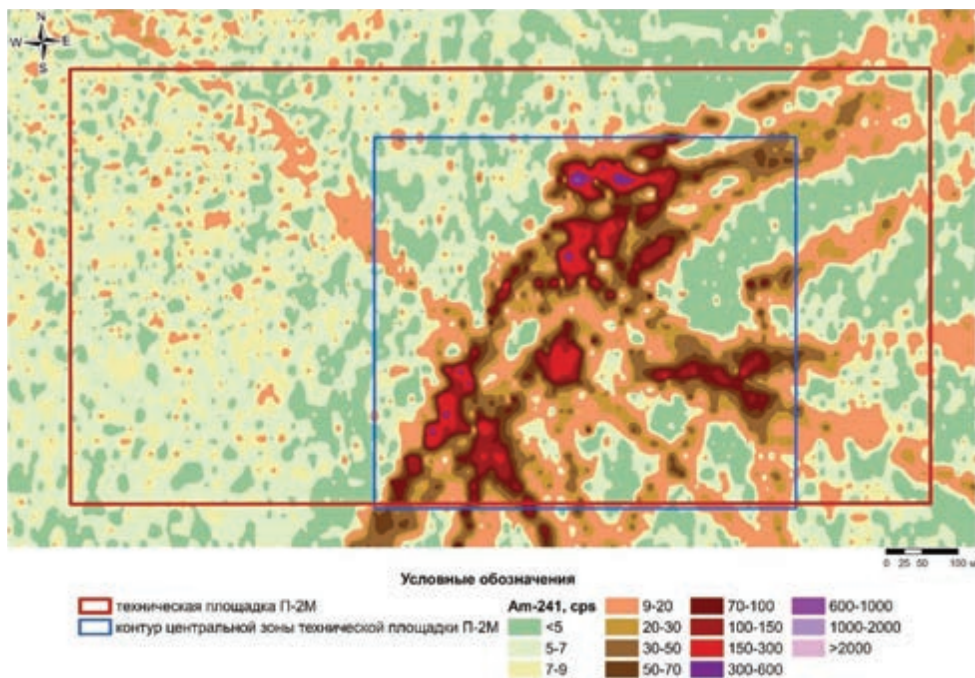 N
W E
S
0 25 50 100 м
Условные обозначения
техническая площадка П-2М
контур центральной зоны технической площадки П-2М
Am-241, cps
<5
5-7
7-9
9-20
20-30
30-50
50-70
70-100
100-150
150-300
300-600
600-1000
1000-2000
>2000